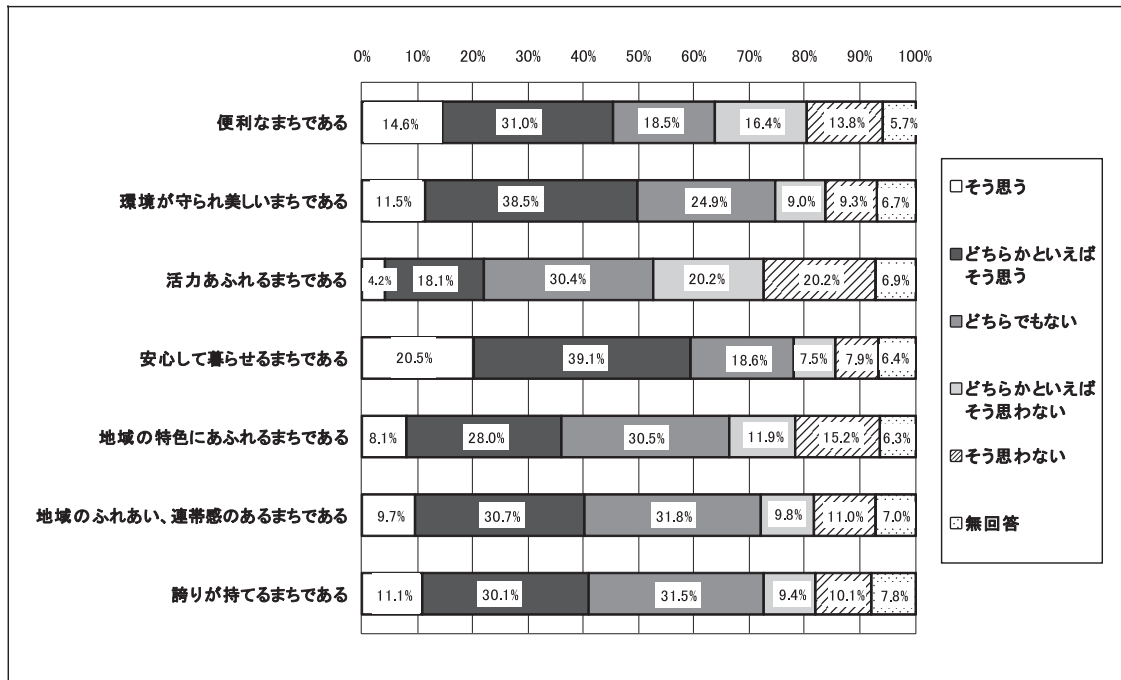 0% 10% 20% 30% 40% 50% 60% 70% 80% 90% 100%
便利なまちである 14.6% 31.0% 18.5% 16.4% 13.8% 5.7%
環境が守られ美しいまちである 11.5% 38.5% 24.9% 9.0% 9.3% 6.7%
活力あふれるまちである 4.2% 18.1% 30.4% 20.2% 20.2% 6.9%
安心して暮らせるまちである 20.5% 39.1% 18.6% 7.5% 7.9% 6.4%
地域の特色にあふれるまちである 8.1% 28.0% 30.5% 11.9% 15.2% 6.3%
地域のふれあい、連帯感のあるまちである 9.7% 30.7% 31.8% 9.8% 11.0% 7.0%
誇りが持てるまちである 11.1% 30.1% 31.5% 9.4% 10.1% 7.8%
そう思う
どちらかといえば
そう思う
どちらでもない
どちらかといえば
そう思わない
そう思わない
無回答